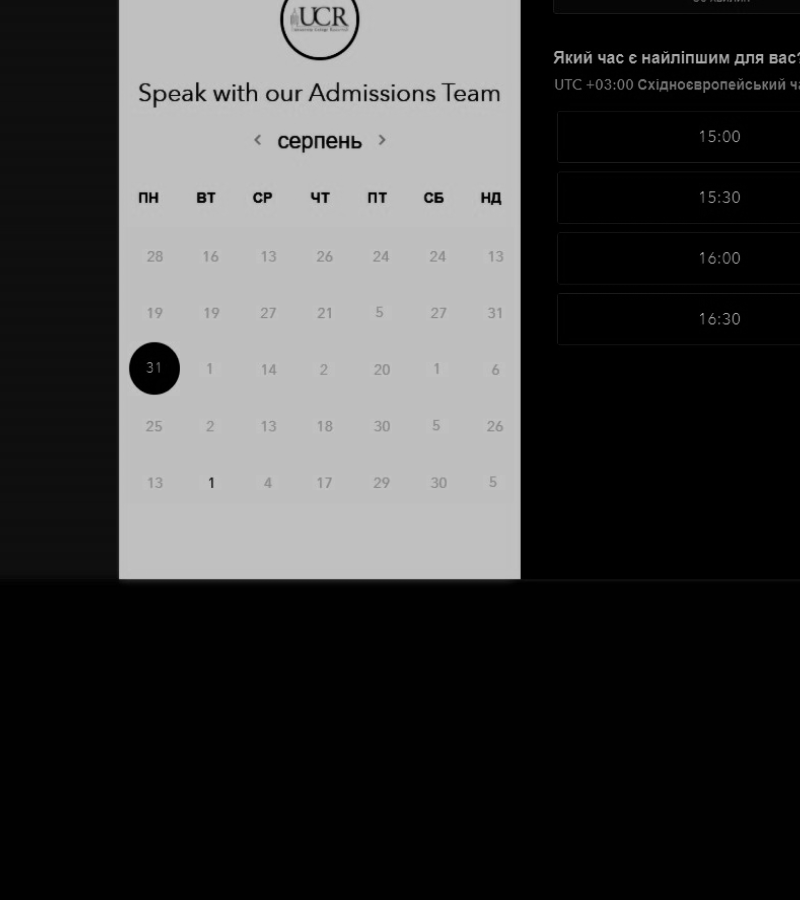 UCR
Speak with our Admissions Team
серпень
ПН ВТ СР ЧТ ПТ СБ НД
28 16 13 26 24 24 13
19 19 27 21 5 27 31
31 1 14 2 20 1 6
25 2 13 18 30 5 26
13 1 4 17 29 30 5
Який час є найліпшим для вас?
UTC +03:00 Східноєвропейський
15:00
15:30
16:00
16:30